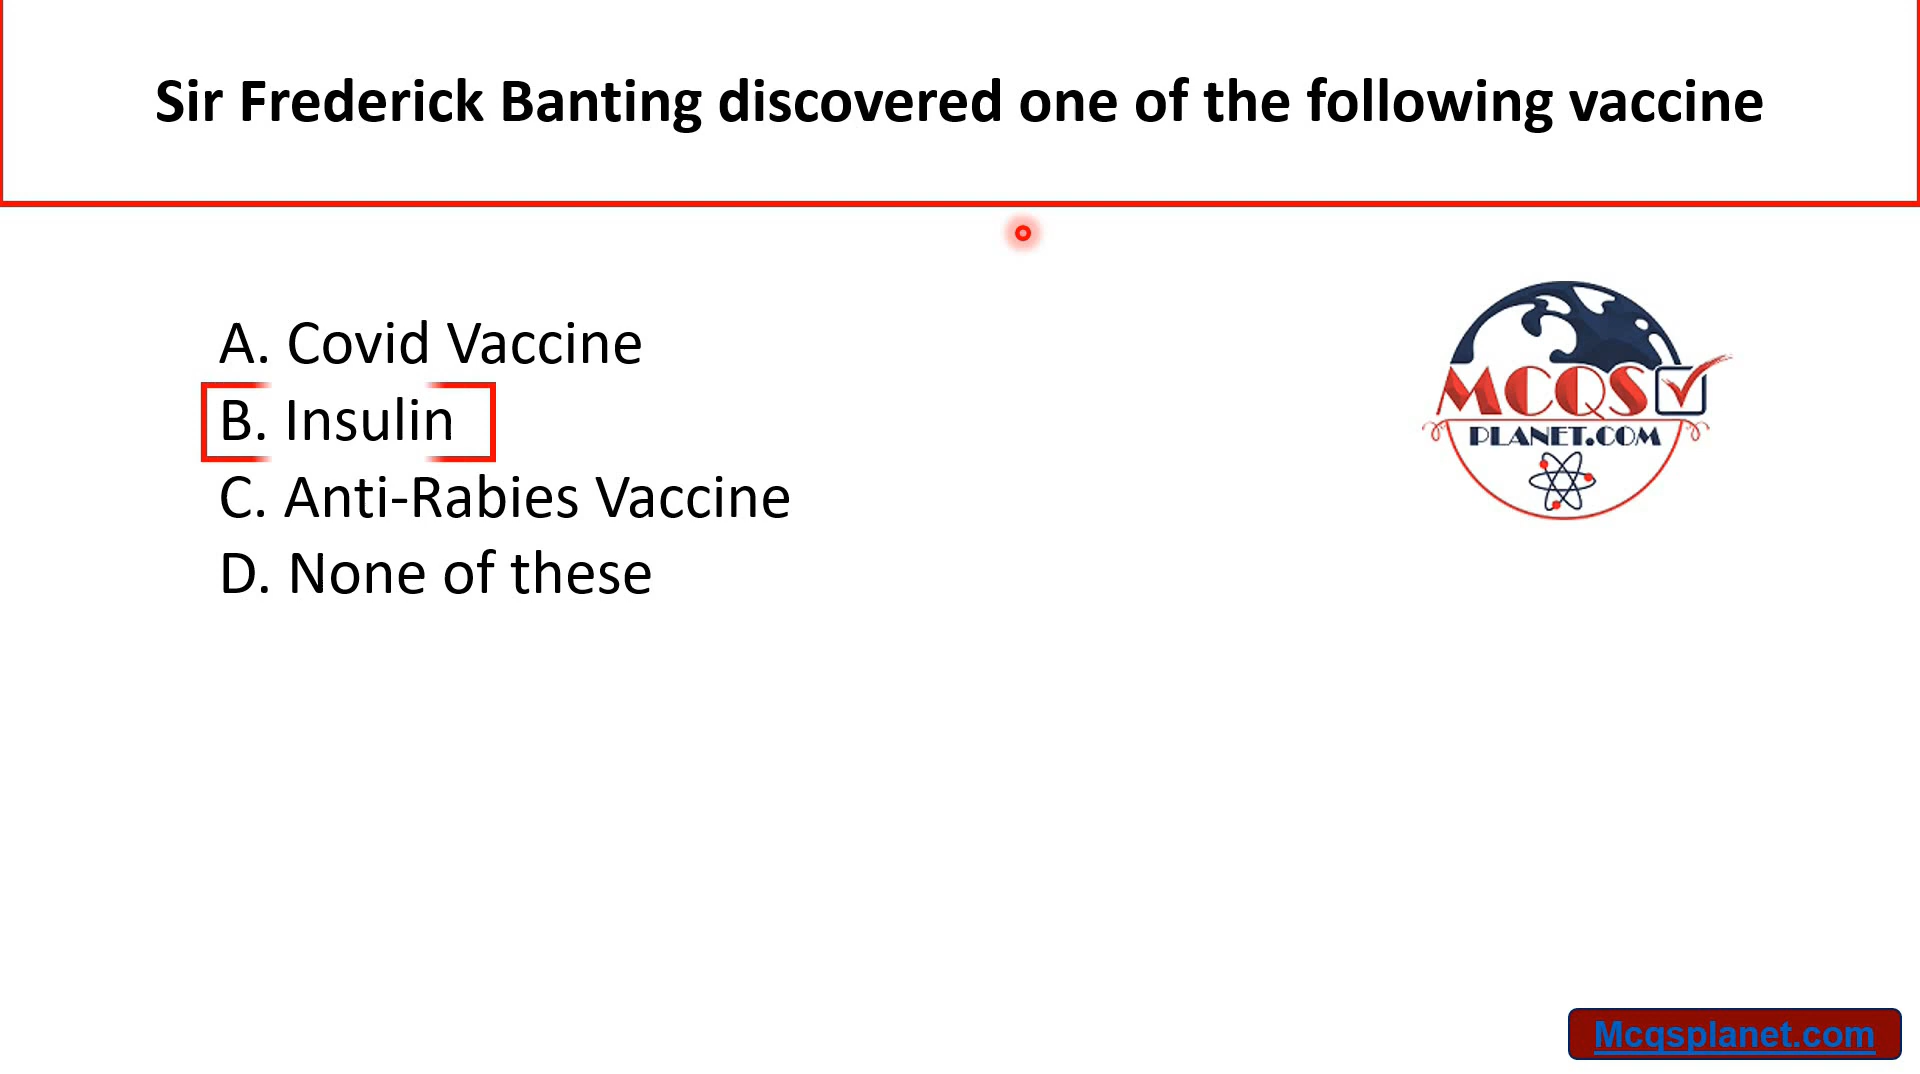 Sir Frederick Banting discovered one of the following vaccine
A. Covid Vaccine
B. Insulin
C. Anti-Rabies Vaccine
D. None of these
MCQS
PLANET.COM
Mcqsplanet.com